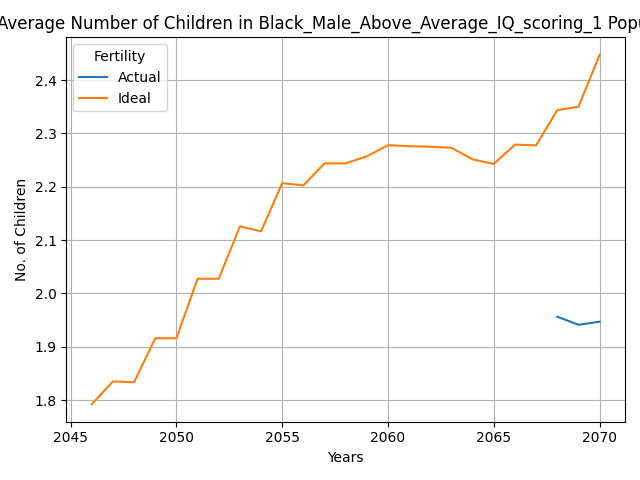 Average Number of Children in Black_Male_Above_Average_IQ_scoring_1 Popu
Fertility
Actual
Ideal
No. of Children
2.4
2.3
2.2
2.1
2.0
1.9
1.8
2045 2050 2055 2060 2065 2070
Years